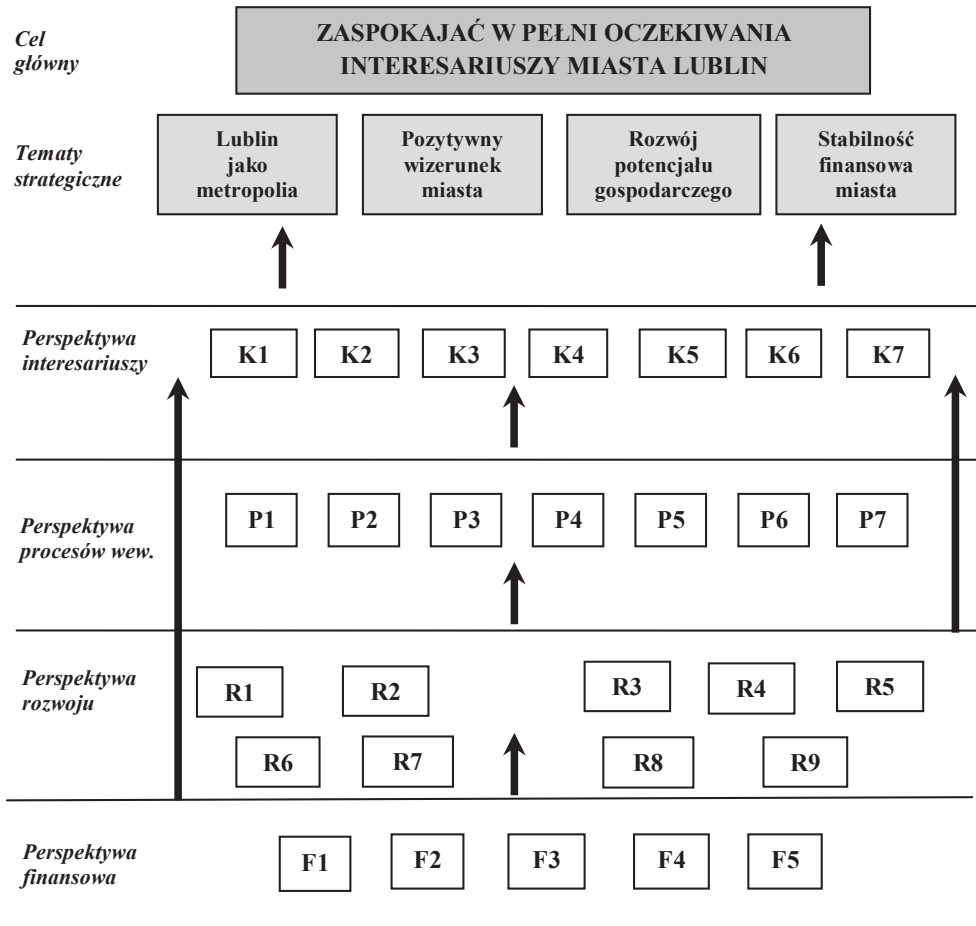 Cel
główny
ZASPOKAJAĆ W PEŁNI OCZEKIWANIA
INTERESARIUSZY MIASTA LUBLIN
Tematy
strategiczne
Lublin
jako
metropolia
Pozytywny
wizerunek
miasta
Rozwój
potencjału
gospodarczego
Stabilność
finansowa
miasta
Perspektywa
interesariuszy
K1 K2 K3 K4 K5 K6 K7
Perspektywa
procesów wew.
P1 P2 P3 P4 P5 P6 P7
Perspektywa
rozwoju
R1 R2 R3 R4 R5
R6 R7 R8 R9
Perspektywa
finansowa
F1 F2 F3 F4 F5